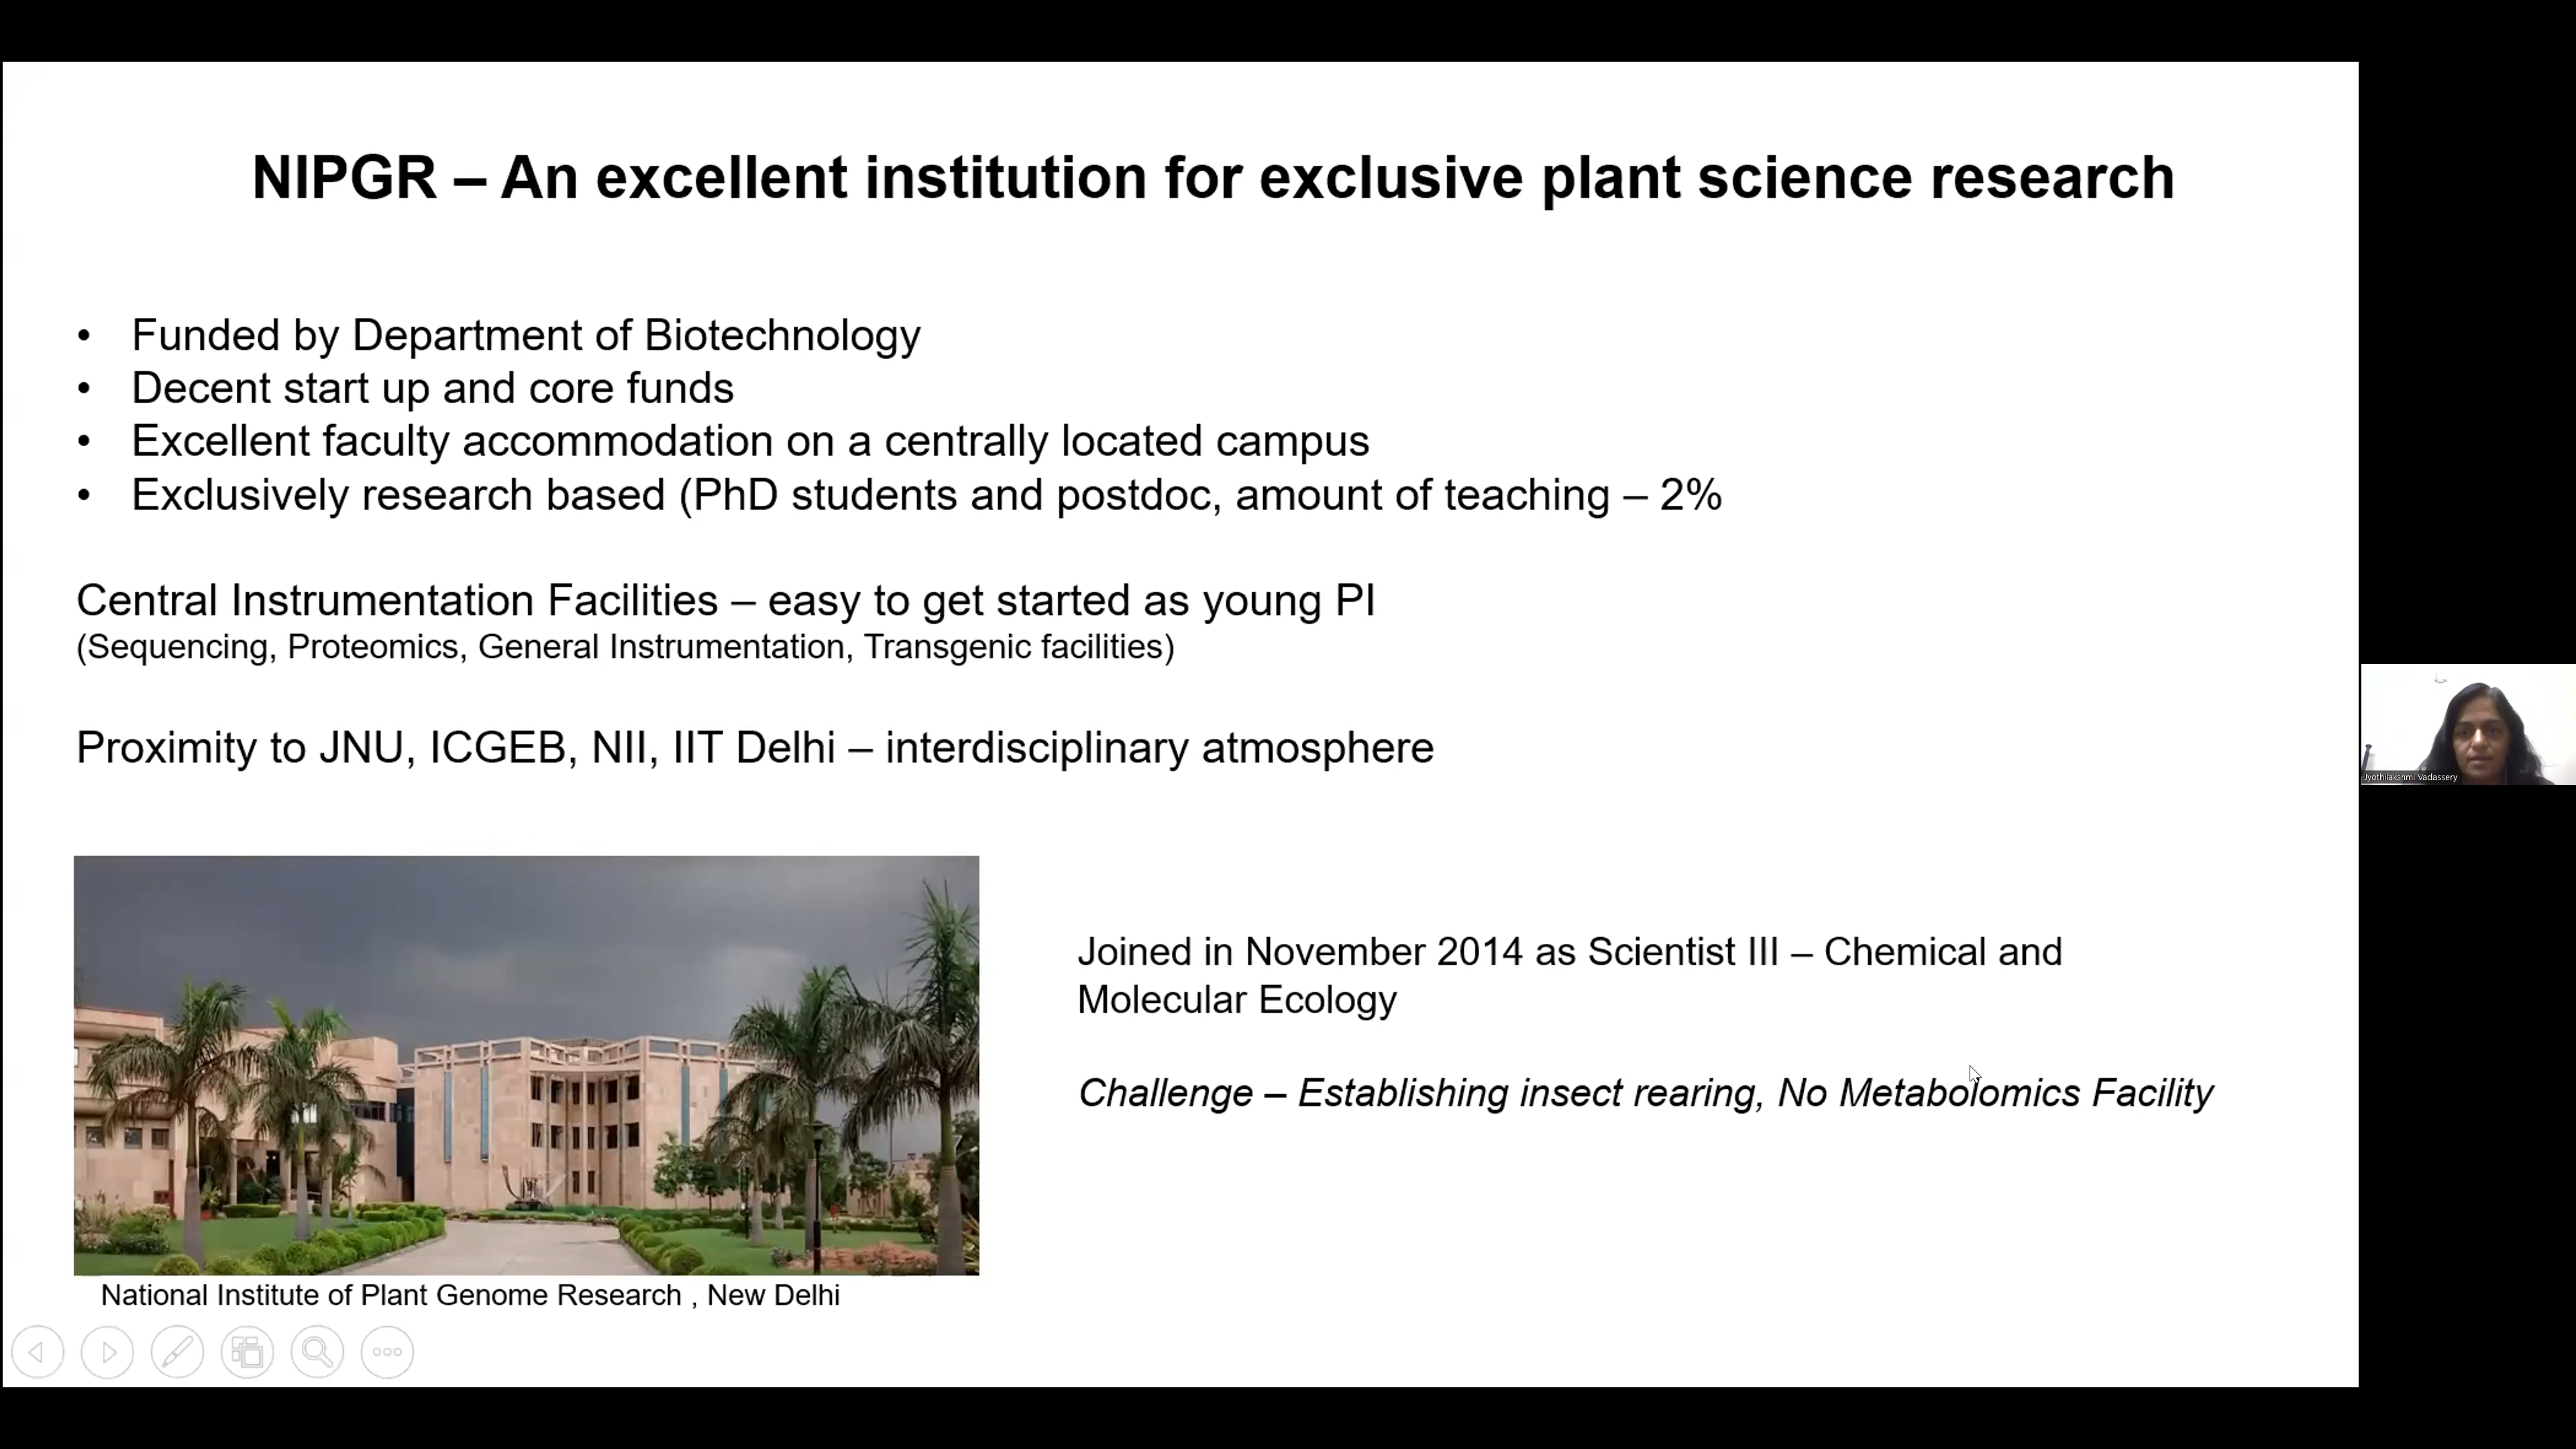 NIPGR – An excellent institution for exclusive plant science research
• Funded by Department of Biotechnology
• Decent start up and core funds
• Excellent faculty accommodation on a centrally located campus
• Exclusively research based (PhD students and postdoc, amount of teaching – 2%
Central Instrumentation Facilities – easy to get started as young PI
(Sequencing, Proteomics, General Instrumentation, Transgenic facilities)
Proximity to JNU, ICGEB, NII, IIT Delhi – interdisciplinary atmosphere
Joined in November 2014 as Scientist III – Chemical and
Molecular Ecology
Challenge – Establishing insect rearing, No Metabolomics Facility
National Institute of Plant Genome Research , New Delhi
Jyothilakshmi Vadassery